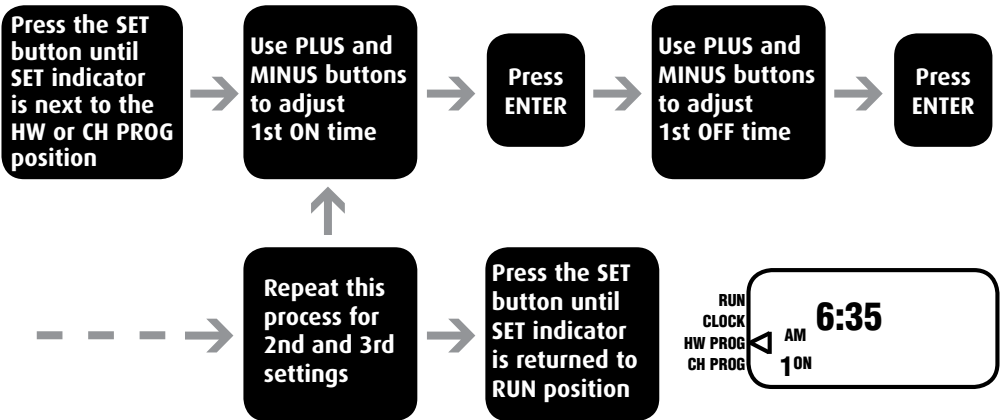 Press the SET
button until
SET indicator
is next to the
HW or CH PROG
position
Use PLUS and
MINUS buttons
to adjust
1st ON time
Press
ENTER
Use PLUS and
MINUS buttons
to adjust
1st OFF time
Press
ENTER
Repeat this
process for
2nd and 3rd
settings
Press the SET
button until
SET indicator
is returned to
RUN position
RUN
CLOCK
HW PROG
CH PROG
AM 6:35
1 ON